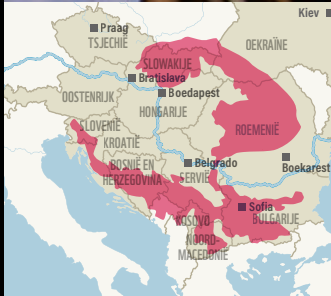 Kiev
Praag
TSJECHIË
OEKRAÏNE
SLOWAKIJE
Bratislava
Boedapest
OOSTENRIJK
HONGARIJE
SLOVENIË
ROEMENIË
KROATIË
BOSNIË EN
HERZEGOVINA
Belgrado
SERVIË
Boekarest
Sofia
KOSOVO
BULGARIJE
NOORD-
MACEDONIË